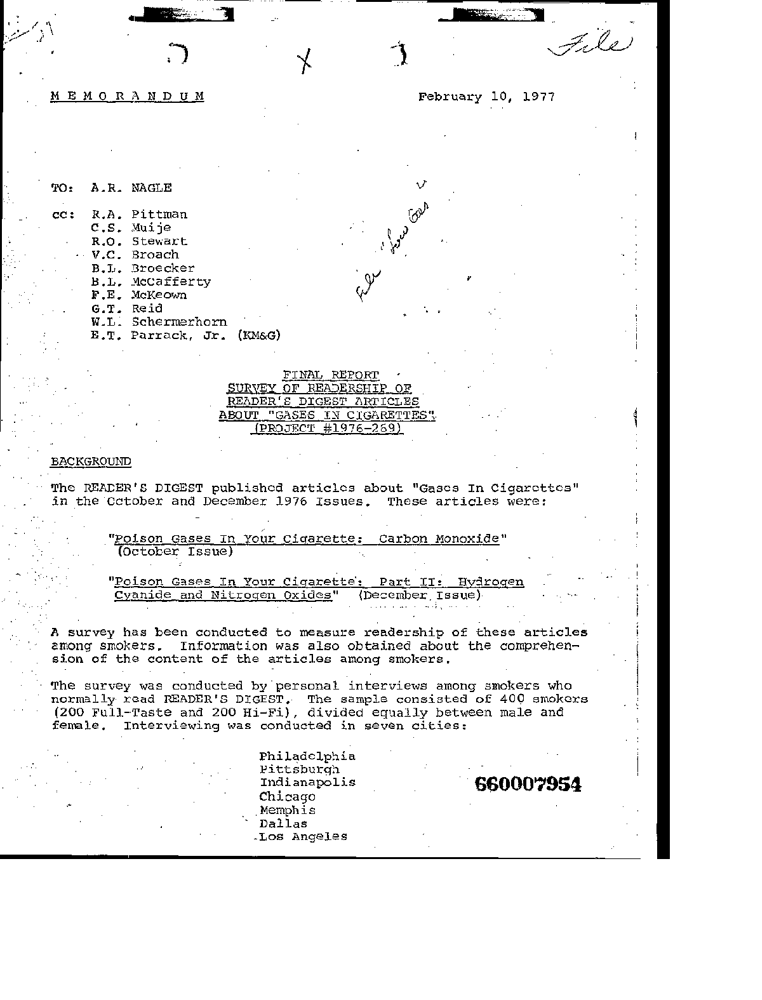 File
MEMORANDUM
February 10, 1977
TO: A.R. NAGLE
cc: R.A. Pittman
C.S. Muije
R.O. Stewart
V.C. Broach
B.L. Broecker
B.L. McCafferty
F.E. McKeown
G.T. Reid
W.L. Schermerhorn
E.T. Parrack, Jr. (KM&G)
File "Low Gas"
FINAL REPORT
SURVEY OF READERSHIP OF
READER'S DIGEST ARTICLES
ABOUT "GASES IN CIGARETTES"
(PROJECT #1976-269)
BACKGROUND
The READER'S DIGEST published articles about "Gases In Cigarettes"
in the October and December 1976 Issues. These articles were:
"Poison Gases In Your Cigarette: Carbon Monoxide"
(October Issue)
"Poison Gases In Your Cigarette: Part II: Hydrogen
Cyanide and Nitrogen Oxides" (December Issue)
A survey has been conducted to measure readership of these articles
among smokers. Information was also obtained about the comprehen-
sion of the content of the articles among smokers.
The survey was conducted by personal interviews among smokers who
normally read READER'S DIGEST. The sample consisted of 400 smokers
(200 Full-Taste and 200 Hi-Fi), divided equally between male and
female. Interviewing was conducted in seven cities:
Philadelphia
Pittsburgh
Indianapolis
Chicago
Memphis
Dallas
Los Angeles
660007954